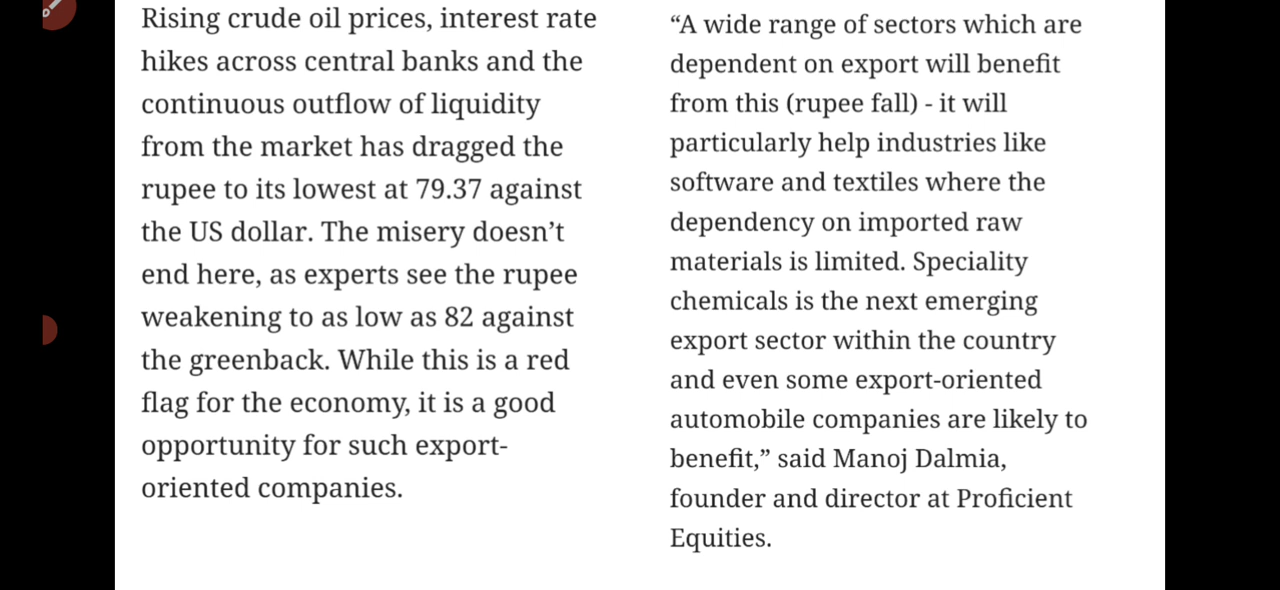 Rising crude oil prices, interest rate
hikes across central banks and the
continuous outflow of liquidity
from the market has dragged the
rupee to its lowest at 79.37 against
the US dollar. The misery doesn’t
end here, as experts see the rupee
weakening to as low as 82 against
the greenback. While this is a red
flag for the economy, it is a good
opportunity for such export-
oriented companies.
“A wide range of sectors which are
dependent on export will benefit
from this (rupee fall) - it will
particularly help industries like
software and textiles where the
dependency on imported raw
materials is limited. Speciality
chemicals is the next emerging
export sector within the country
and even some export-oriented
automobile companies are likely to
benefit,” said Manoj Dalmia,
founder and director at Proficient
Equities.